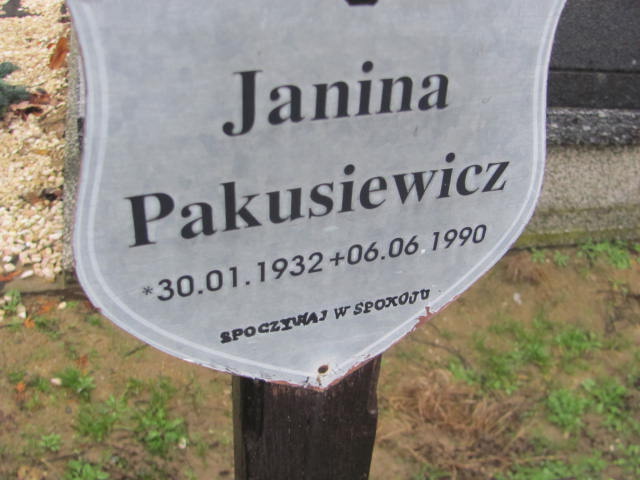 Janina
Pakusiewicz
*30.01.1932+06.06.1990
SPOCZYWAJ W SPOKOJU